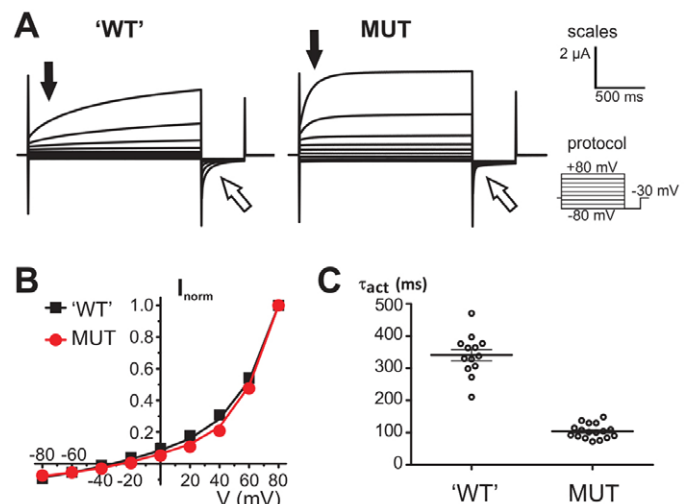 A
'WT'
MUT
scales
2 µA
500 ms
protocol
+80 mV
-30 mV
-80 mV
B
I norm
'WT'
MUT
1.0
0.8
0.6
0.4
0.2
-80 -60
-40 -20
0 20 40 60 80
V (mV)
C
τact (ms)
500
400
300
200
100
0
'WT'
MUT